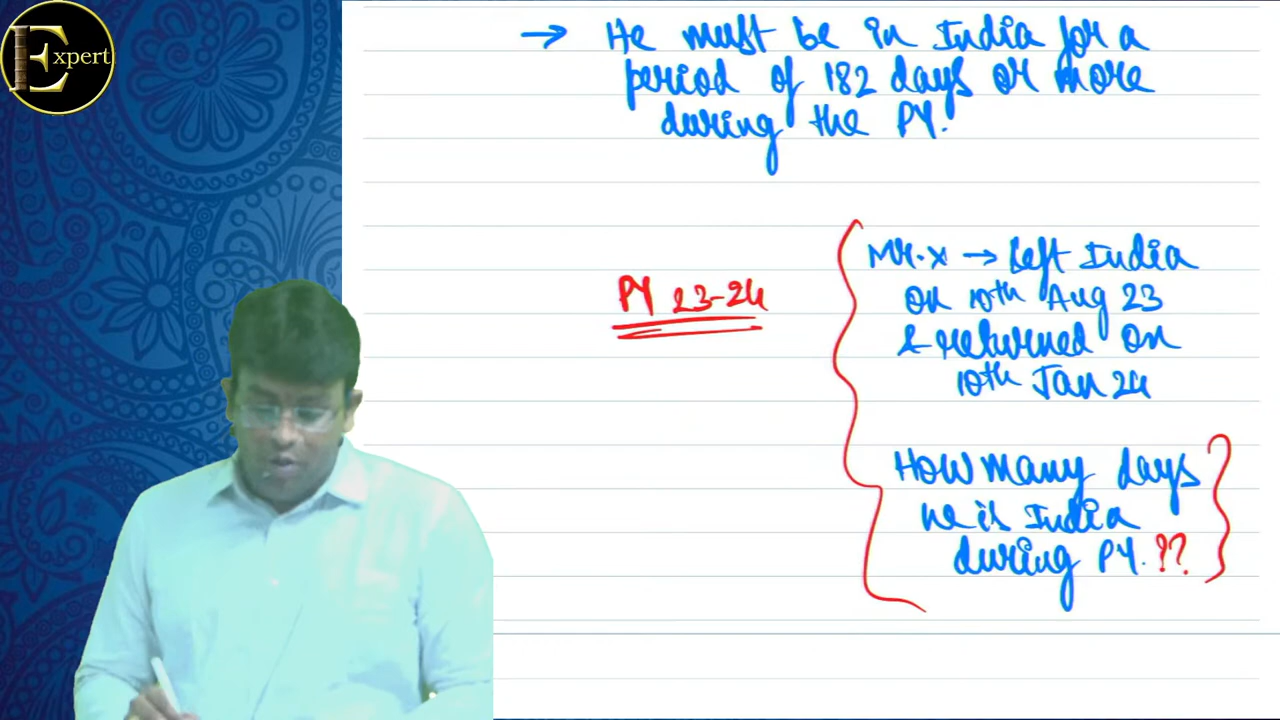 Expert
→ He must be in India for a
period of 182 days or more
during the PY.
PY 23-24
Mr.X → Left India
on 10th Aug 23
& returned on
10th Jan 24
How many days
he is India
during PY.??